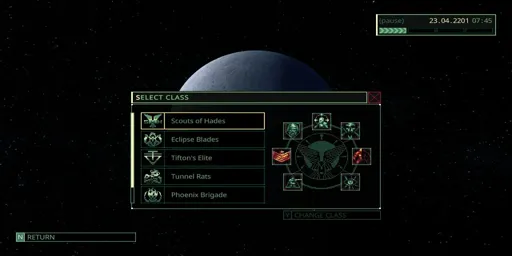 (pause) 23.04.2201 07:45
SELECT CLASS
Scouts of Hades
Eclipse Blades
Tifton's Elite
Tunnel Rats
Phoenix Brigade
Y CHANGE CLASS
N RETURN